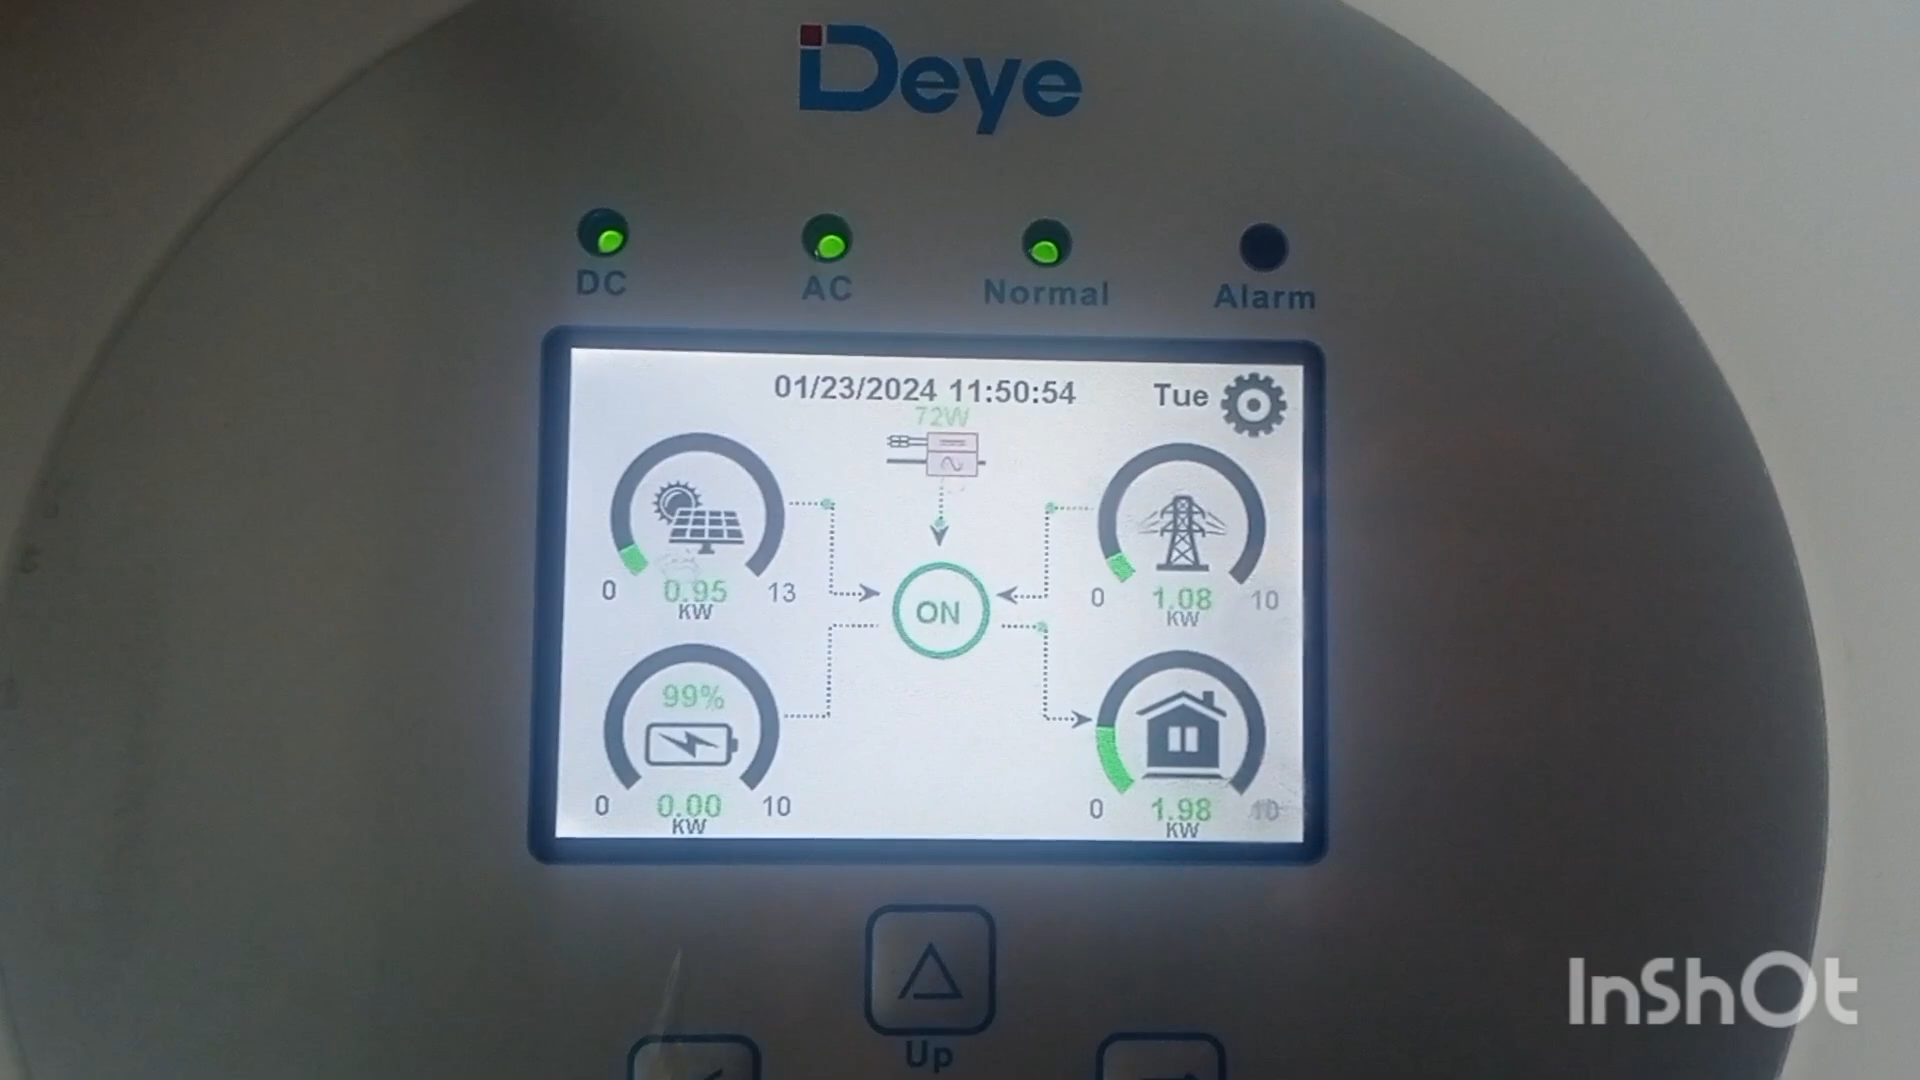 Deye
DC
AC
Normal
Alarm
01/23/2024 11:50:54
Tue
72W
0
0.95
KW
13
0
1.08
KW
10
ON
99%
0
0.00
KW
10
0
1.98
KW
10
Up
InShOt